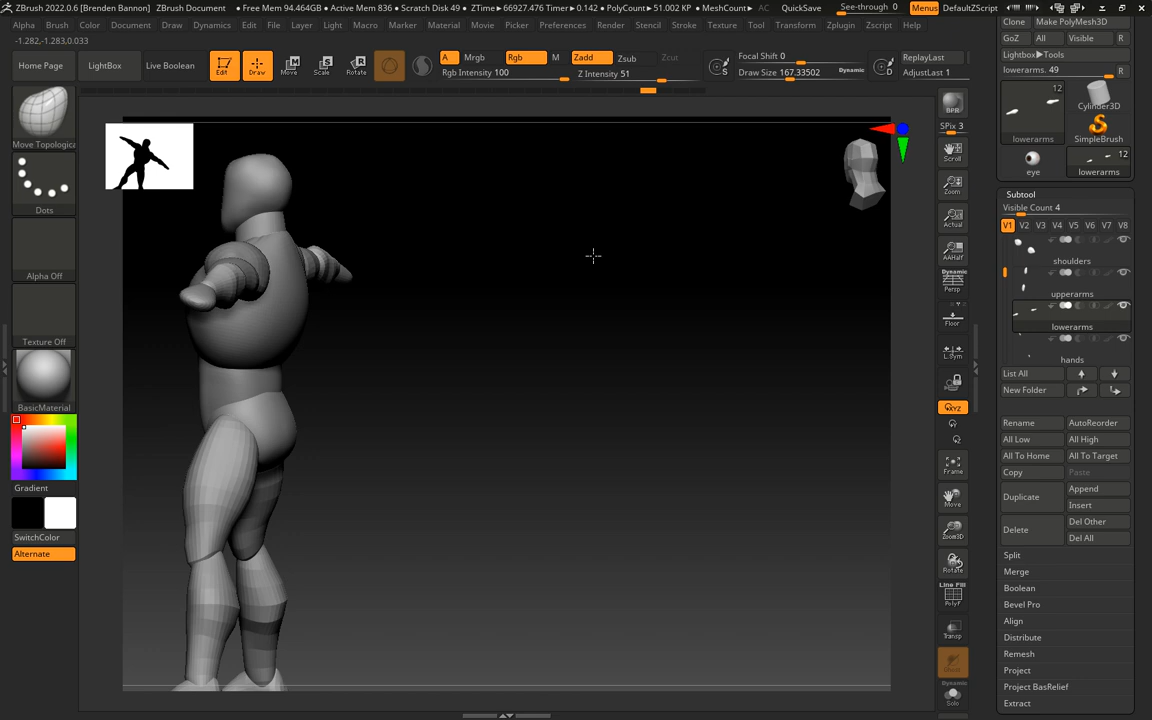 ZBrush 2022.0.6 [Brenden Bannon] ZBrush Document • Free Mem 94.464GB • Active Mem 836 • Scratch Disk 49 • ZTime►66927.476 Timer►0.142 • PolyCount►51.002 KP • MeshCount► AC QuickSave See-through 0 Menus DefaultZScript
Alpha Brush Color Document Draw Dynamics Edit File Layer Light Macro Marker Material Movie Picker Preferences Render Stencil Stroke Texture Tool Transform Zplugin Zscript Help
-1.282,-1.283,0.033
Home Page LightBox Live Boolean Edit Draw Move Scale Rotate A Mrgb Rgb M Zadd Zsub Zcut
Rgb Intensity 100 Z Intensity 51
Focal Shift 0
Draw Size 167.33502 Dynamic
S
D
ReplayLast
AdjustLast 1
Clone Make PolyMesh3D
GoZ All Visible R
Lightbox►Tools
lowerarms. 49 R
12
lowerarms
Cylinder3D
SimpleBrush
eye
12
lowerarms
Subtool
Visible Count 4
V1 V2 V3 V4 V5 V6 V7 V8
shoulders
upperarms
lowerarms
hands
List All
New Folder
Rename AutoReorder
All Low All High
All To Home All To Target
Copy Paste
Duplicate Append
Insert
Delete Del Other
Del All
Split
Merge
Boolean
Bevel Pro
Align
Distribute
Remesh
Project
Project BasRelief
Extract
Move Topologica
Dots
Alpha Off
Texture Off
BasicMaterial
Gradient
SwitchColor
Alternate
BPR
SPix 3
Scroll
Zoom
Actual
AAHalf
Dynamic
Persp
Floor
L.Sym
XYZ
Frame
Move
Zoom3D
Rotate
Line Fill
PolyF
Transp
Ghost
Dynamic
Solo